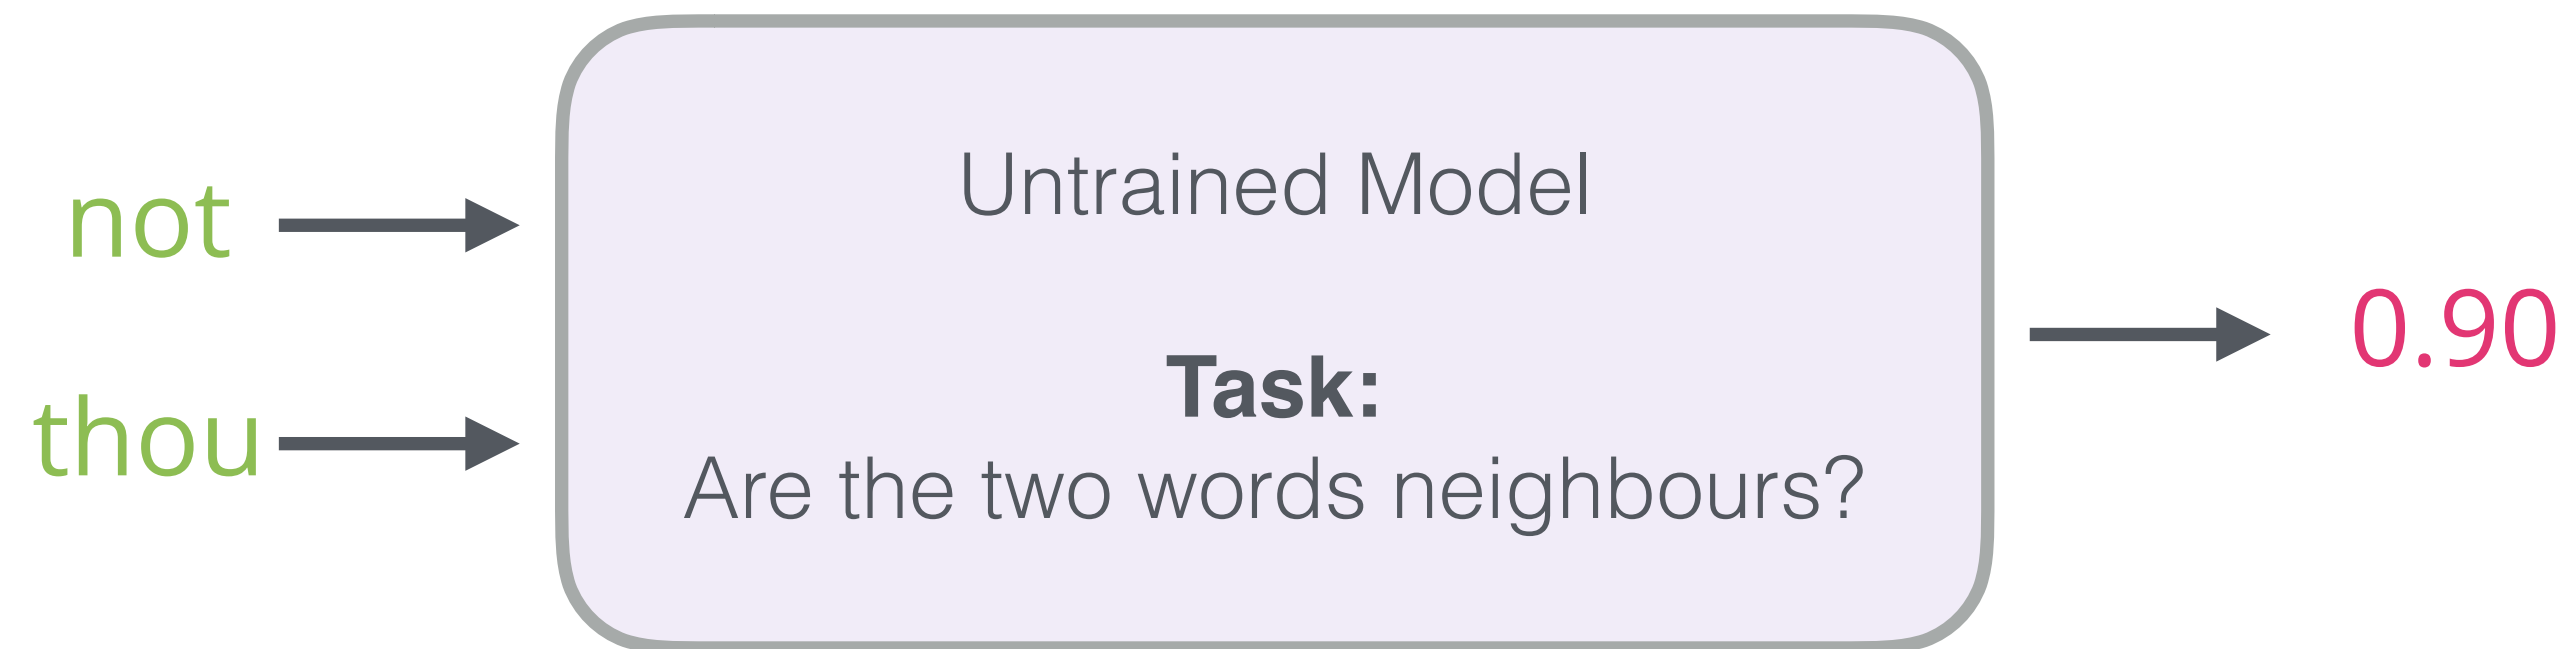 not
thou
Untrained Model
Task:
Are the two words neighbours?
0.90